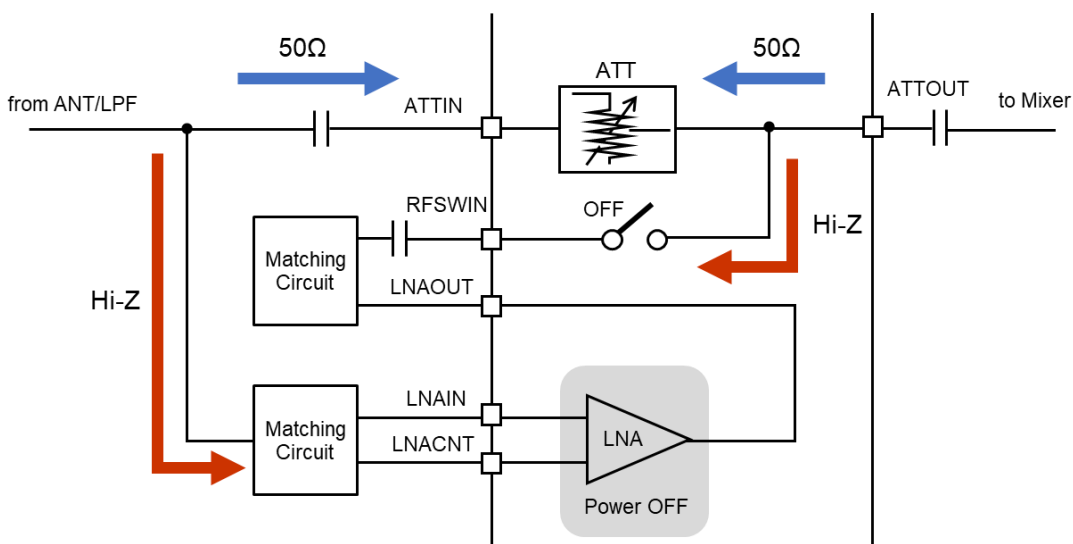 50Ω
50Ω
ATT
from ANT/LPF
ATTIN
ATTOUT
to Mixer
RFSWIN
OFF
Matching
Circuit
Hi-Z
LNAOUT
Hi-Z
LNAIN
Matching
Circuit
LNACNT
LNA
Power OFF